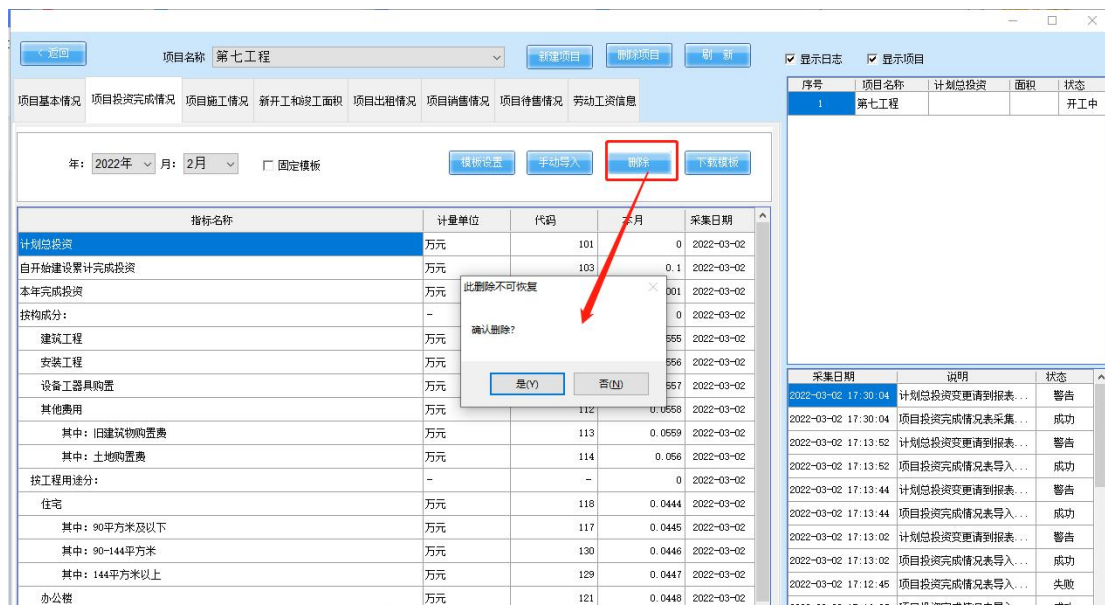 < 返回 项目名称 第七工程 新建项目 删除项目 刷 新 显示日志 显示项目
项目基本情况 项目投资完成情况 项目施工情况 新开工和竣工面积 项目出租情况 项目销售情况 项目待售情况 劳动工资信息
年: 2022年 月: 2月 固定模板 模板设置 手动导入 删除 下载模板
指标名称 计量单位 代码 本月 采集日期
计划总投资 万元 101 0 2022-03-02
自开始建设累计完成投资 万元 103 0.1 2022-03-02
本年完成投资 万元 001 2022-03-02
按构成分: - 0 2022-03-02
建筑工程 万元 555 2022-03-02
安装工程 万元 556 2022-03-02
设备工器具购置 万元 557 2022-03-02
其他费用 万元 112 0.0558 2022-03-02
其中: 旧建筑物购置费 万元 113 0.0559 2022-03-02
其中: 土地购置费 万元 114 0.056 2022-03-02
按工程用途分: - - 0 2022-03-02
住宅 万元 118 0.0444 2022-03-02
其中: 90平方米及以下 万元 117 0.0445 2022-03-02
其中: 90-144平方米 万元 130 0.0446 2022-03-02
其中: 144平方米以上 万元 129 0.0447 2022-03-02
办公楼 万元 121 0.0448 2022-03-02
此删除不可恢复
确认删除?
是(Y) 否(N)
序号 项目名称 计划总投资 面积 状态
1 第七工程 开工中
采集日期 说明 状态
2022-03-02 17:30:04 计划总投资变更请到报表... 警告
2022-03-02 17:30:04 项目投资完成情况表采集... 成功
2022-03-02 17:13:52 计划总投资变更请到报表... 警告
2022-03-02 17:13:52 项目投资完成情况表导入... 成功
2022-03-02 17:13:44 计划总投资变更请到报表... 警告
2022-03-02 17:13:44 项目投资完成情况表导入... 成功
2022-03-02 17:13:02 计划总投资变更请到报表... 警告
2022-03-02 17:13:02 项目投资完成情况表导入... 成功
2022-03-02 17:12:45 项目投资完成情况表导入... 失败